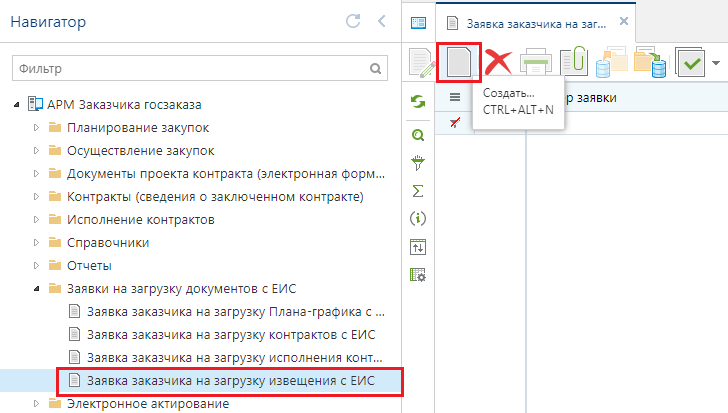 Навигатор
Фильтр
АРМ Заказчика госзаказа
Планирование закупок
Осуществление закупок
Документы проекта контракта (электронная форм...
Контракты (сведения о заключенном контракте)
Исполнение контрактов
Справочники
Отчеты
Заявки на загрузку документов с ЕИС
Заявка заказчика на загрузку Плана-графика с ...
Заявка заказчика на загрузку контрактов с ЕИС
Заявка заказчика на загрузку исполнения конт...
Заявка заказчика на загрузку извещения с ЕИС
Электронное актирование
Заявка заказчика на заг...
Создать...
CTRL+ALT+N
р заявки